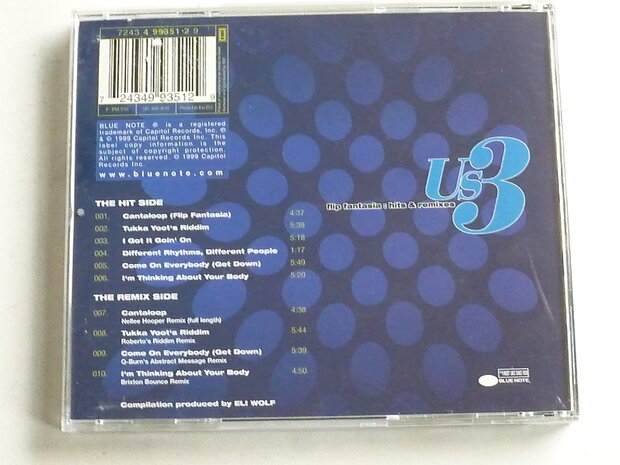 7243 4 99351·2 9
EMI
7 24349 93512 9
BLUE NOTE ® is a registered
trademark of Capitol Records, Inc. ℗
& © 1999 Capitol Records, Inc. This
label copy information is the
subject of copyright protection.
All rights reserved. © 1999 Capitol
Records Inc.
www.bluenote.com
US3
flip fantasia : hits & remixes
THE HIT SIDE
001. Cantaloop (Flip Fantasia) 4:37
002. Tukka Yoot's Riddim 5:39
003. I Got It Goin' On 5:18
004. Different Rhythms, Different People 1:17
005. Come On Everybody (Get Down) 5:49
006. I'm Thinking About Your Body 5:20
THE REMIX SIDE
007. Cantaloop 4:38
Nellee Hooper Remix (full length)
008. Tukka Yoot's Riddim 5:44
Roberto's Riddim Remix
009. Come On Everybody (Get Down) 5:39
Q-Burn's Abstract Message Remix
010. I'm Thinking About Your Body 4:50
Brixton Bounce Remix
Compilation produced by ELI WOLF
BLUE NOTE